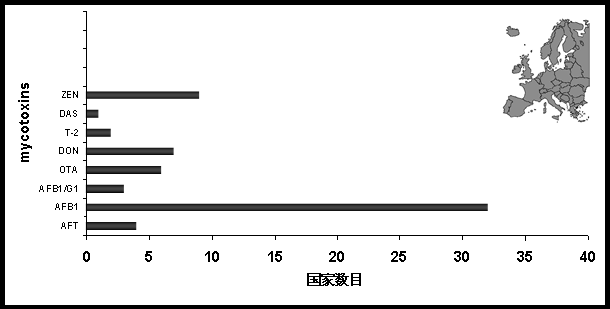 mycotoxins
ZEN
DAS
T-2
DON
OTA
AFB1/G1
AFB1
AFT
0 5 10 15 20 25 30 35 40
国家数目